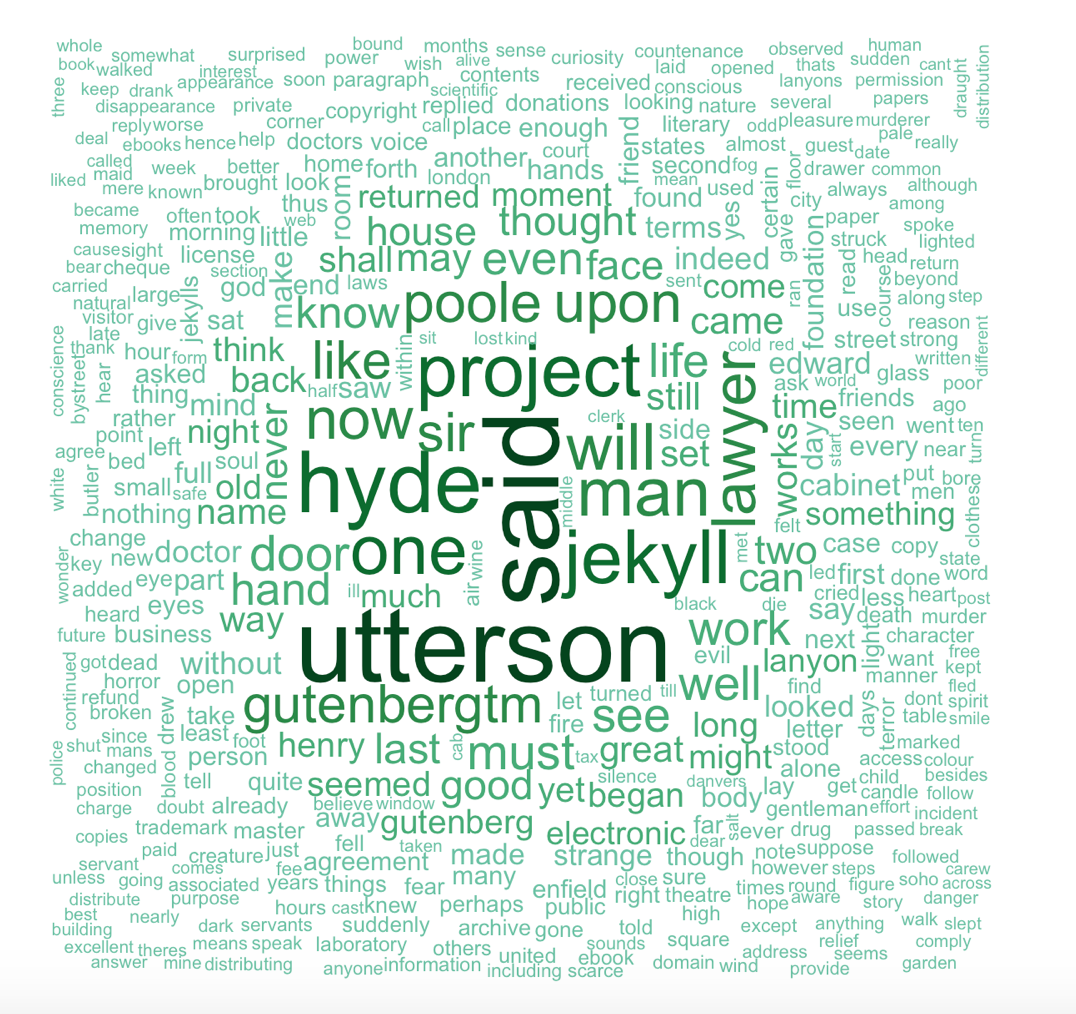 whole somewhat surprised bound months sense curiosity countenance observed human
book walked interest power wish alive laid opened thats sudden cant
three keep drank appearance soon paragraph contents scientific received conscious lanyons permission draught distribution
disappearance private copyright replied donations looking nature several papers
reply worse corner call place enough literary odd pleasure murderer
deal ebooks hence help doctors voice friend states almost guest date pale really
called maid week better home forth another court second fog floor drawer common
liked mere known brought look london hands mean used certain always although
became often took thus room returned moment found yes city among
memory morning little web house thought terms gave paper spoke
cause sight license shall may even face indeed foundation struck lighted
bear cheque section god make end laws sent come ran read head return
carried large jekylls know poole upon came use course beyond along step
natural visitor give sat reason
late hour form think like within sit lost kind project life cold red edward street strong written different
conscience thank bystreet hear asked back half saw lawyer still ask world glass poor
thing mind now sir clerk will side time friends ago
rather night never said set works day start seen went ten
point left every near turn
agree bed full soul hyde man cabinet put bore
white butler small safe old middle something men clothes
nothing name felt
change door one jekyll met two case copy state
key new doctor led first done word
wonder added eye part hand ill much air wine can cried less heart post
heard eyes way black die say death murder
future business utterson work next light character
got dead without evil lanyon want free kept
continued horror open well find manner fled
refund gutenbergtm let turned till looked days dont spirit
broken drew take see long letter terror table smile
since least foot henry last cab fire must tax great might stood marked
police shut mans person silence danvers alone access colour
changed blood tell quite seemed good yet began body lay get child besides
position candle follow
charge doubt already believe window gentleman effort incident
copies trademark master away gutenberg electronic far salt ever drug passed break
paid creature just fell taken dear note suppose
servant comes fee agreement made strange though however steps followed
unless going associated years things fear many enfield close sure right theatre times round figure soho carew across
distribute purpose hours cast knew perhaps public hope aware story danger
best nearly dark servants suddenly archive gone told high except anything walk slept
building means speak laboratory others sounds square relief comply
excellent theres united ebook address seems
answer mine distributing anyone information including scarce domain wind provide garden